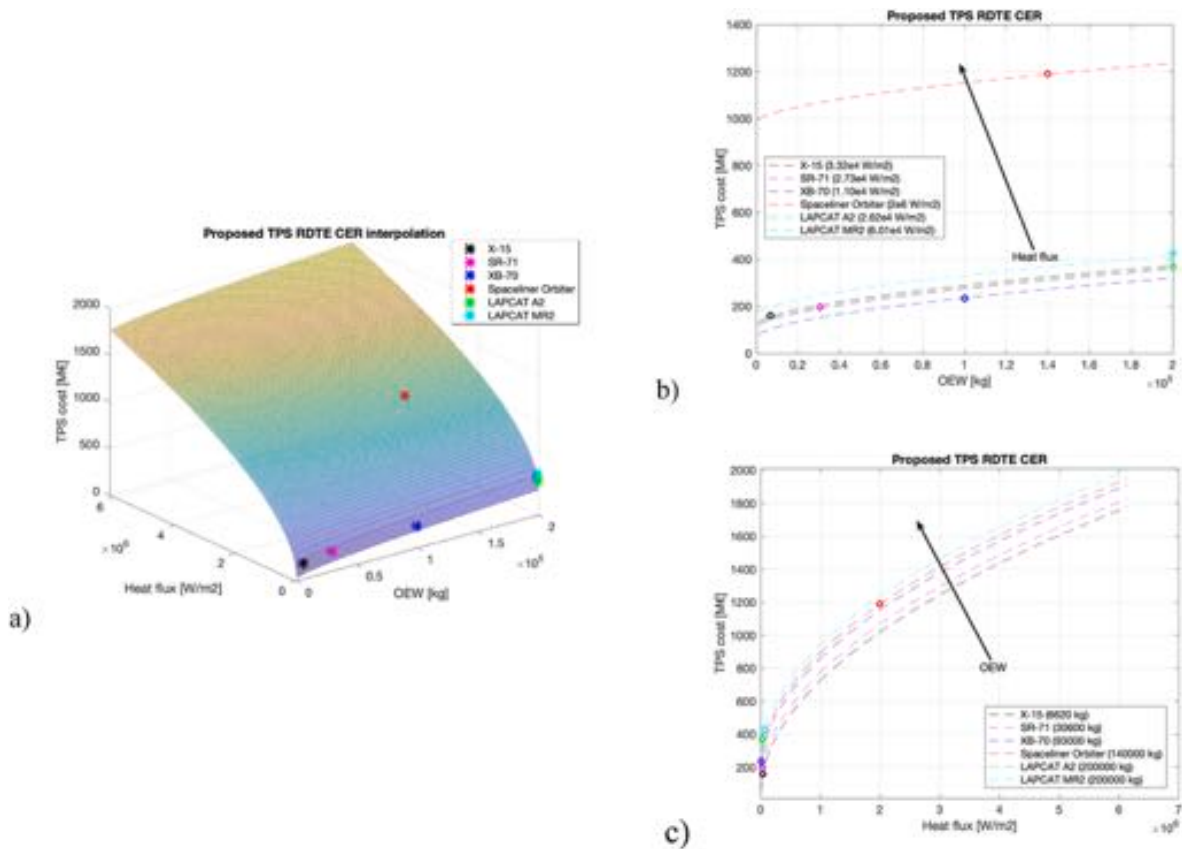 Proposed TPS RDTE CER interpolation
X-15
SR-71
XB-70
Spaceliner Orbiter
LAPCAT A2
LAPCAT MR2
2000
1500
1000
500
0
TPS cost [M€]
6
4
2
0
×10⁶
Heat flux [W/m2]
0
0.5
1
1.5
2
×10⁵
OEW [kg]
a)
Proposed TPS RDTE CER
1400
1200
1000
800
600
400
200
0
TPS cost [M€]
X-15 (3.32e4 W/m2)
SR-71 (2.73e4 W/m2)
XB-70 (1.10e4 W/m2)
Spaceliner Orbiter (2e6 W/m2)
LAPCAT A2 (2.62e4 W/m2)
LAPCAT MR2 (6.01e4 W/m2)
Heat flux
0 0.2 0.4 0.6 0.8 1 1.2 1.4 1.6 1.8 2
OEW [kg]
b)
Proposed TPS RDTE CER
2000
1800
1600
1400
1200
1000
800
600
400
200
TPS cost [M€]
OEW
X-15 (6620 kg)
SR-71 (30600 kg)
XB-70 (93000 kg)
Spaceliner Orbiter (140000 kg)
LAPCAT A2 (200000 kg)
LAPCAT MR2 (200000 kg)
0 1 2 3 4 5 6 7
Heat flux [W/m2]
×10⁶
c)